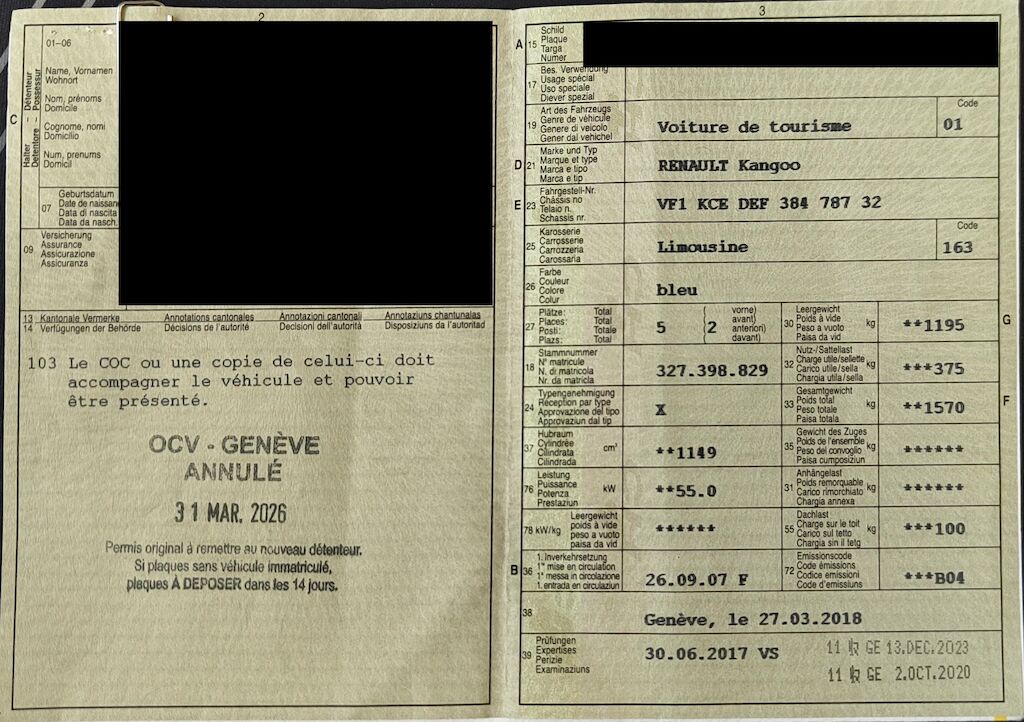 2
01–06
Name, Vornamen
Wohnort
Nom, prénoms
Domicile
Cognome, nomi
Domicilio
Num, prenums
Domicil
C
Halter – Détenteur
Detentore – Possessur
07
Geburtsdatum
Date de naissan
Data di nascita
Data da nasch.
09
Versicherung
Assurance
Assicurazione
Assicuranza
13 Kantonale Vermerke Annotations cantonales Annotazioni cantonali Annotaziuns chantunalas
14 Verfügungen der Behörde Décisions de l'autorité Decisioni dell'autorità Disposiziuns da l'autoritad
103 Le COC ou une copie de celui-ci doit
accompagner le véhicule et pouvoir
être présenté.
OCV - GENÈVE
ANNULÉ
31 MAR. 2026
Permis original à remettre au nouveau détenteur.
Si plaques sans véhicule immatriculé,
plaques À DEPOSER dans les 14 jours.
3
A 15
Schild
Plaque
Targa
Numer
17
Bes. Verwendung
Usage spécial
Uso speciale
Diever spezial
19
Art des Fahrzeugs
Genre de véhicule
Genere di veicolo
Gener dal vehichel
Voiture de tourisme
Code
01
D 21
Marke und Typ
Marque et type
Marca e tipo
Marca e tip
RENAULT Kangoo
E 23
Fahrgestell-Nr.
Châssis no
Telaio n.
Schassis nr.
VF1 KCE DEF 384 787 32
25
Karosserie
Carrosserie
Carrozzeria
Carossaria
Limousine
Code
163
26
Farbe
Couleur
Colore
Colur
bleu
27
Plätze: Total
Places: Total
Posti: Totale
Plazs: Total
5 (2
vorne)
avant)
anteriori)
davant)
30
Leergewicht
Poids à vide
Peso a vuoto
Paisa da vid
kg
**1195
G
18
Stammnummer
N° matricule
N. di matricola
Nr. da matricla
327.398.829
32
Nutz-/Sattellast
Charge utile/sellette
Carico utile/sella
Chargia utila/sella
kg
***375
24
Typengenehmigung
Réception par type
Approvazione del tipo
Approvaziun dal tip
X
33
Gesamtgewicht
Poids total
Peso totale
Paisa totala
kg
**1570
F
37
Hubraum
Cylindrée
Cilindrata
Cilindrada
cm³
**1149
35
Gewicht des Zuges
Poids de l'ensemble
Peso del convoglio
Paisa cumposiziun
kg
******
76
Leistung
Puissance
Potenza
Prestaziun
kW
**55.0
31
Anhängelast
Poids remorquable
Carico rimorchiato
Chargia annexa
kg
******
78 kW/kg
Leergewicht
poids à vide
peso a vuoto
paisa da vid
******
55
Dachlast
Charge sur le toit
Carico sul tetto
Chargia sin il tetg
kg
***100
B 36
1. Inverkehrsetzung
1re mise en circulation
1a messa in circolazione
1. entrada en circulaziun
26.09.07 F
72
Emissionscode
Code émissions
Codice emissioni
Code d'emissiuns
***B04
38
Genève, le 27.03.2018
39
Prüfungen
Expertises
Perizie
Examinaziuns
30.06.2017 VS
11 GE 13.DEC.2023
11 GE 2.OCT.2020